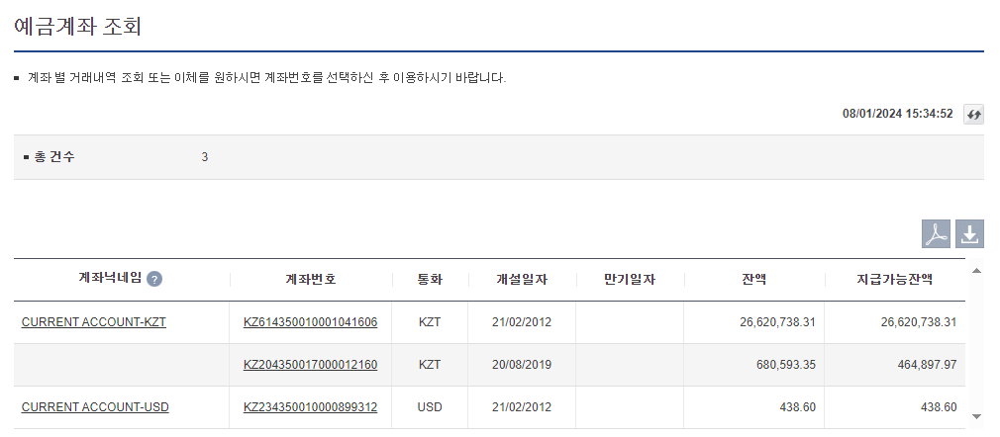 예금계좌 조회
계좌 별 거래내역 조회 또는 이체를 원하시면 계좌번호를 선택하신 후 이용하시기 바랍니다.
08/01/2024 15:34:52
총 건수 3
계좌닉네임 ? 계좌번호 통화 개설일자 만기일자 잔액 지급가능잔액
CURRENT ACCOUNT-KZT KZ614350010001041606 KZT 21/02/2012 26,620,738.31 26,620,738.31
KZ204350017000012160 KZT 20/08/2019 680,593.35 464,897.97
CURRENT ACCOUNT-USD KZ234350010000899312 USD 21/02/2012 438.60 438.60